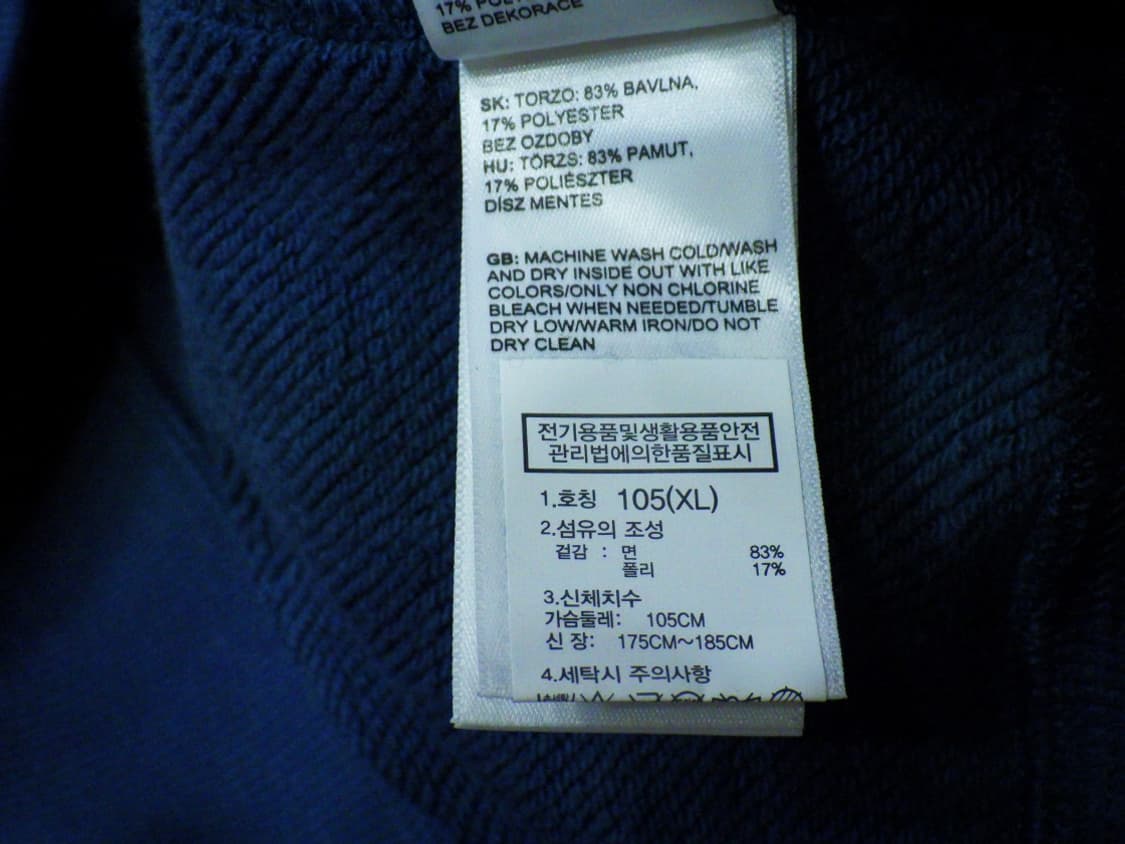 17% POLY
BEZ DEKORACE
SK: TORZO: 83% BAVLNA,
17% POLYESTER
BEZ OZDOBY
HU: TÖRZS: 83% PAMUT,
17% POLIÉSZTER
DÍSZ MENTES
GB: MACHINE WASH COLD/WASH
AND DRY INSIDE OUT WITH LIKE
COLORS/ONLY NON CHLORINE
BLEACH WHEN NEEDED/TUMBLE
DRY LOW/WARM IRON/DO NOT
DRY CLEAN
전기용품및생활용품안전
관리법에의한품질표시
1.호칭 105(XL)
2.섬유의 조성
겉감 : 면 83%
폴리 17%
3.신체치수
가슴둘레: 105CM
신 장: 175CM~185CM
4.세탁시 주의사항